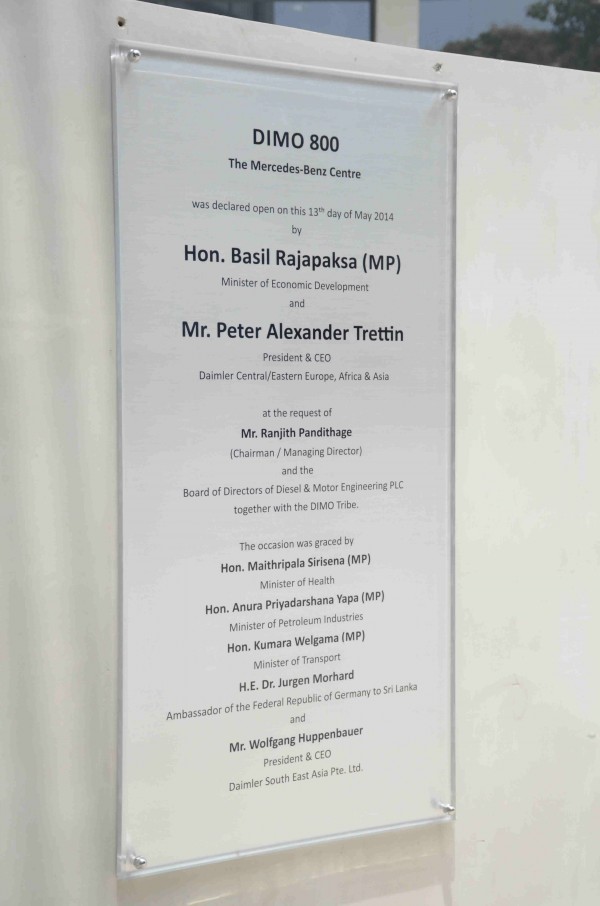 DIMO 800
The Mercedes-Benz Centre
was declared open on this 13th day of May 2014
by
Hon. Basil Rajapaksa (MP)
Minister of Economic Development
and
Mr. Peter Alexander Trettin
President & CEO
Daimler Central/Eastern Europe, Africa & Asia
at the request of
Mr. Ranjith Pandithage
(Chairman / Managing Director)
and the
Board of Directors of Diesel & Motor Engineering PLC
together with the DIMO Tribe.
The occasion was graced by
Hon. Maithripala Sirisena (MP)
Minister of Health
Hon. Anura Priyadarshana Yapa (MP)
Minister of Petroleum Industries
Hon. Kumara Welgama (MP)
Minister of Transport
H.E. Dr. Jurgen Morhard
Ambassador of the Federal Republic of Germany to Sri Lanka
and
Mr. Wolfgang Huppenbauer
President & CEO
Daimler South East Asia Pte. Ltd.